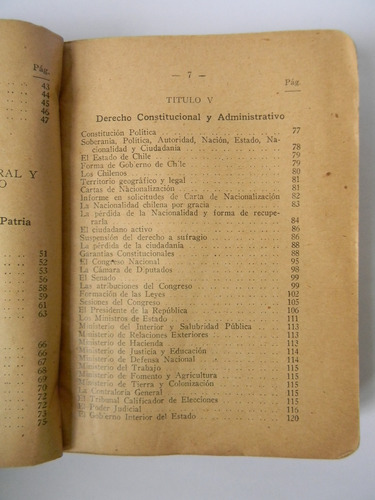 Pág.
43
44
45
46
47
RAL Y
O
Patria
51
52
53
56
58
59
61
63
66
66
68
69
70
72
72
73
75
— 7 —
Pág.
TITULO V
Derecho Constitucional y Administrativo
Constitución Política 77
Soberanía, Política, Autoridad, Nación, Estado, Na-
cionalidad y Ciudadanía 78
El Estado de Chile 79
Forma de Gobierno de Chile 79
Los Chilenos 80
Territorio geográfico y legal 81
Cartas de Nacionalización 81
Informe en solicitudes de Carta de Nacionalización 82
La Nacionalidad chilena por gracia 83
La pérdida de la Nacionalidad y forma de recupe-
rarla 84
El ciudadano activo 86
Suspensión del derecho a sufragio 88
La pérdida de la ciudadanía 88
Garantías Constitucionales 88
El Congreso Nacional 95
La Cámara de Diputados 98
El Senado 99
Las atribuciones del Congreso 99
Formación de las Leyes 102
Sesiones del Congreso 105
El Presidente de la República 106
Los Ministros de Estado 111
Ministerio del Interior y Salubridad Pública 113
Ministerio de Relaciones Exteriores 113
Ministerio de Hacienda 113
Ministerio de Justicia y Educación 114
Ministerio de Defensa Nacional 114
Ministerio del Trabajo 115
Ministerio de Fomento y Agricultura 115
Ministerio de Tierra y Colonización 115
La Contraloría General 115
El Tribunal Calificador de Elecciones 115
El Poder Judicial 116
El Gobierno Interior del Estado 120